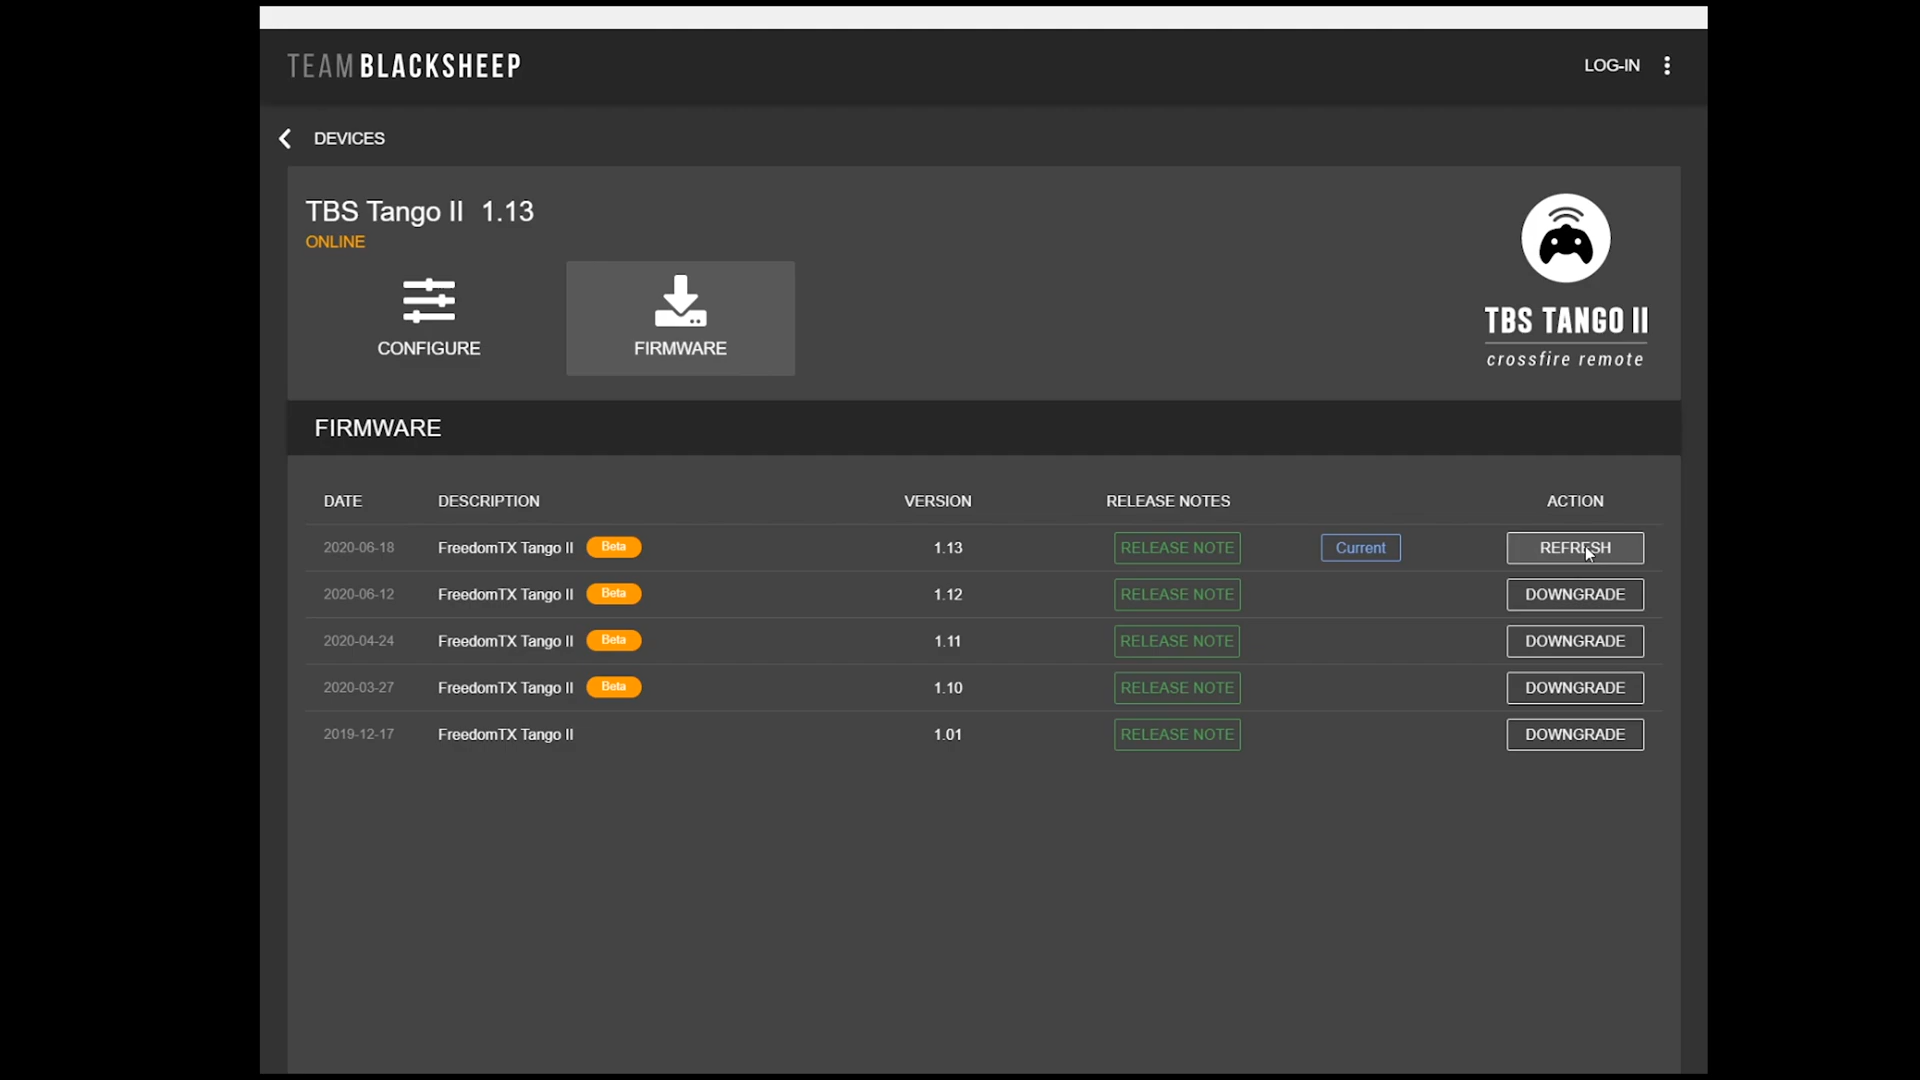 TEAM BLACKSHEEP
LOG-IN
DEVICES
TBS Tango II 1.13
ONLINE
CONFIGURE
FIRMWARE
TBS TANGO II
crossfire remote
FIRMWARE
DATE DESCRIPTION VERSION RELEASE NOTES ACTION
2020-06-18 FreedomTX Tango II Beta 1.13 RELEASE NOTE Current REFRESH
2020-06-12 FreedomTX Tango II Beta 1.12 RELEASE NOTE DOWNGRADE
2020-04-24 FreedomTX Tango II Beta 1.11 RELEASE NOTE DOWNGRADE
2020-03-27 FreedomTX Tango II Beta 1.10 RELEASE NOTE DOWNGRADE
2019-12-17 FreedomTX Tango II 1.01 RELEASE NOTE DOWNGRADE